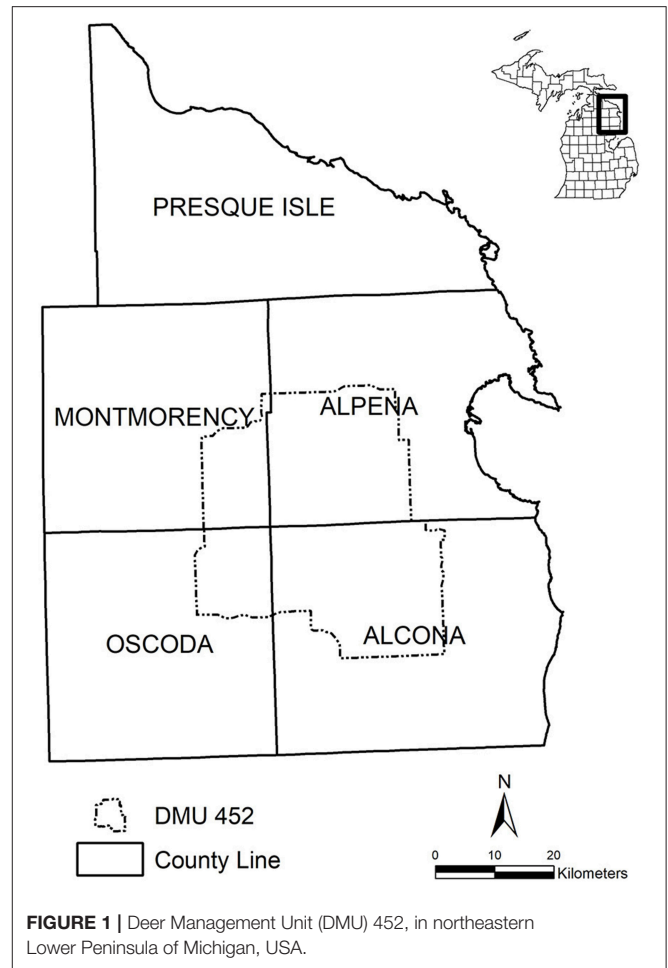 PRESQUE ISLE
MONTMORENCY
ALPENA
OSCODA
ALCONA
DMU 452
County Line
N
0 10 20
Kilometers
FIGURE 1 | Deer Management Unit (DMU) 452, in northeastern
Lower Peninsula of Michigan, USA.